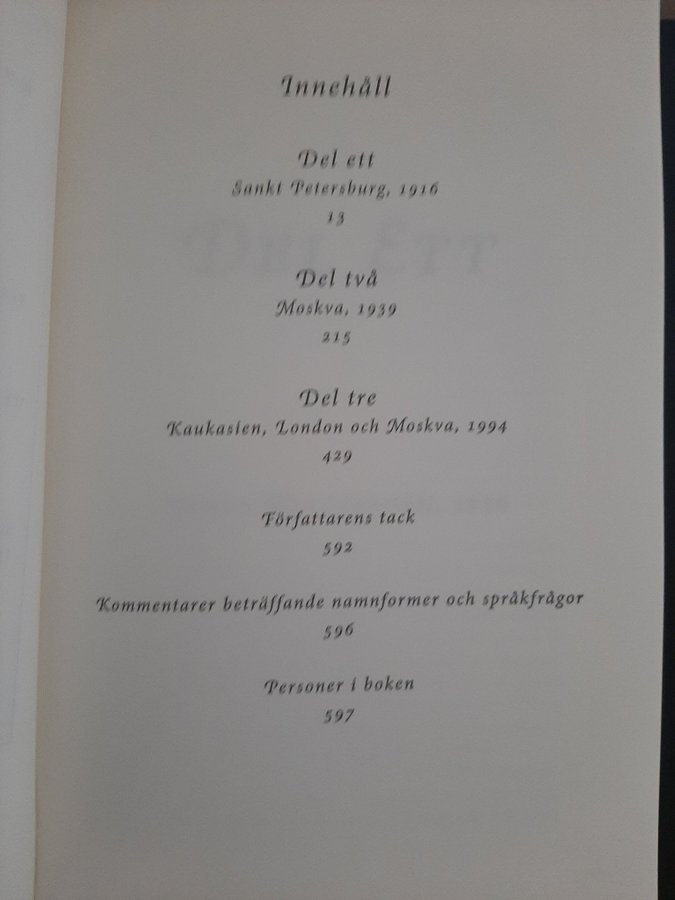 Innehåll
Del ett
Sankt Petersburg, 1916
13
Del två
Moskva, 1939
215
Del tre
Kaukasien, London och Moskva, 1994
429
Författarens tack
592
Kommentarer beträffande namnformer och språkfrågor
596
Personer i boken
597